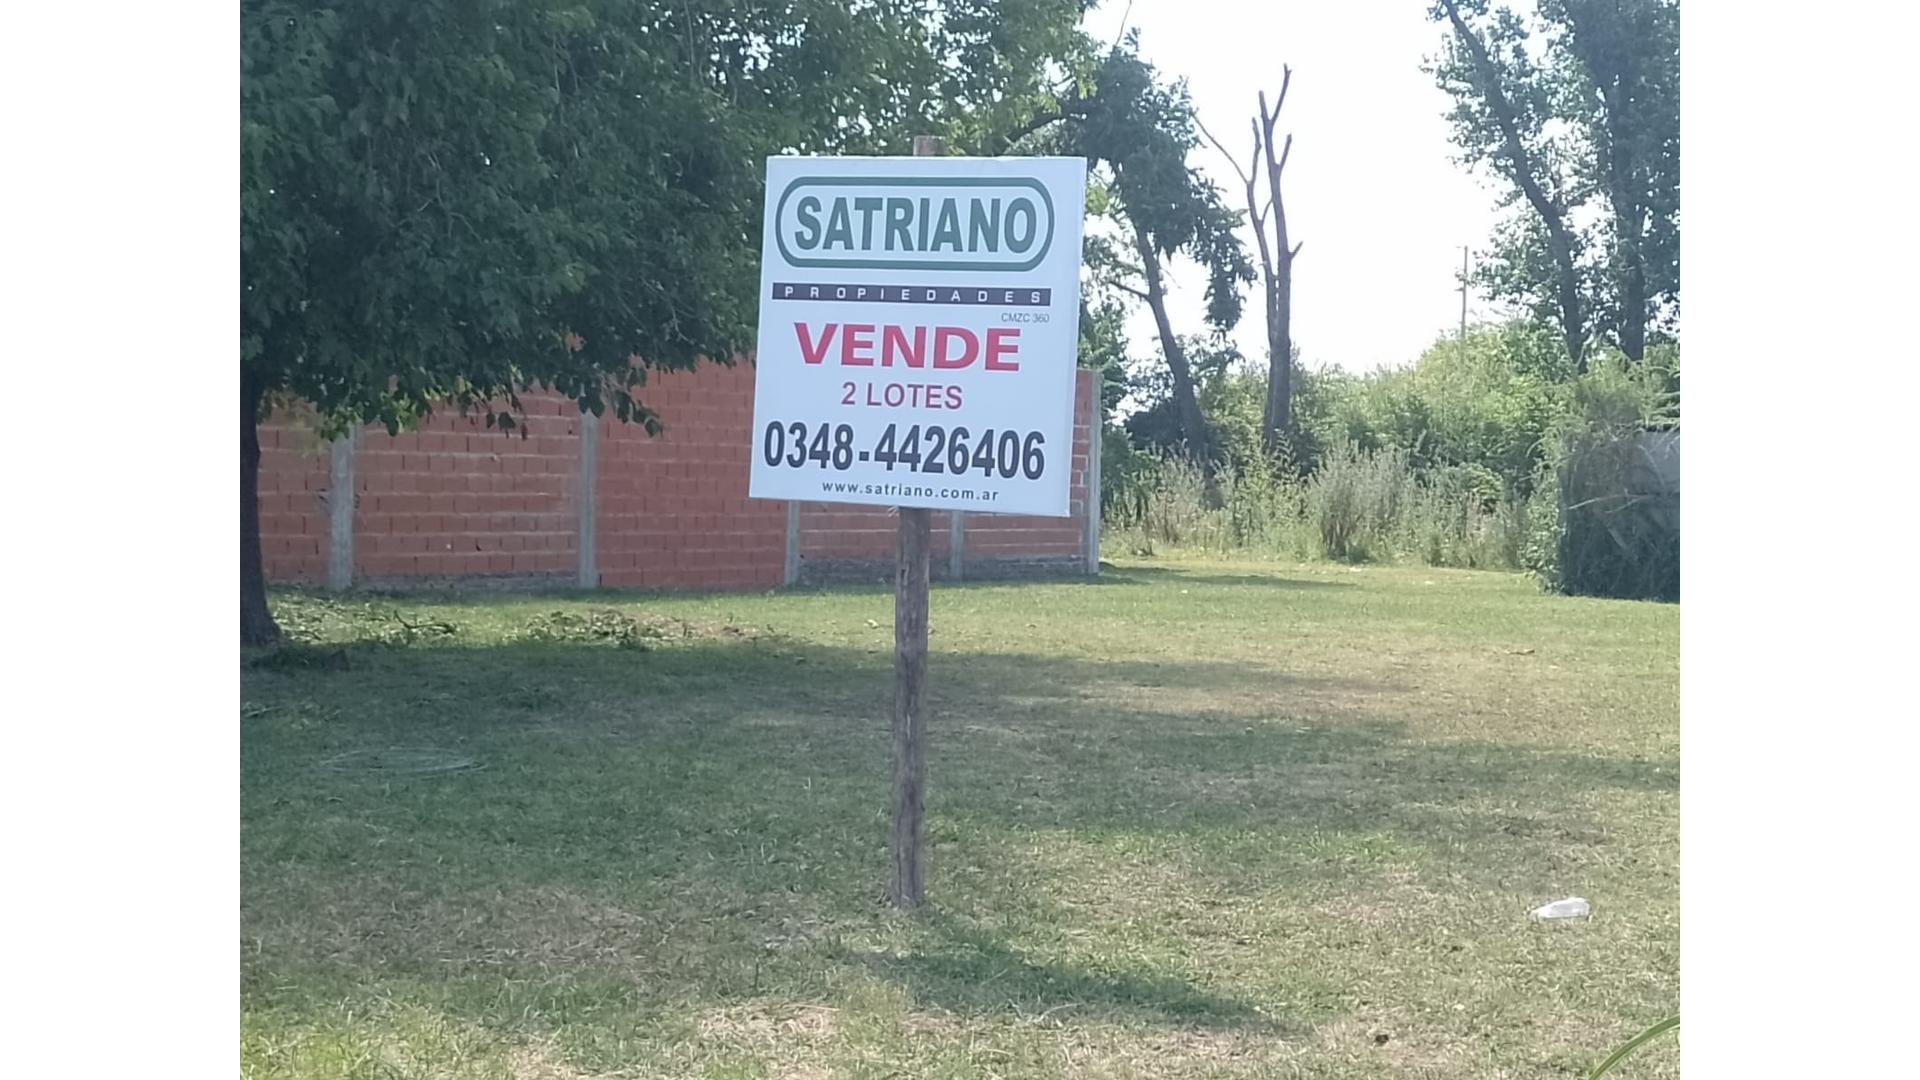 SATRIANO
PROPIEDADES
CMZC 360
VENDE
2 LOTES
0348-4426406
www.satriano.com.ar